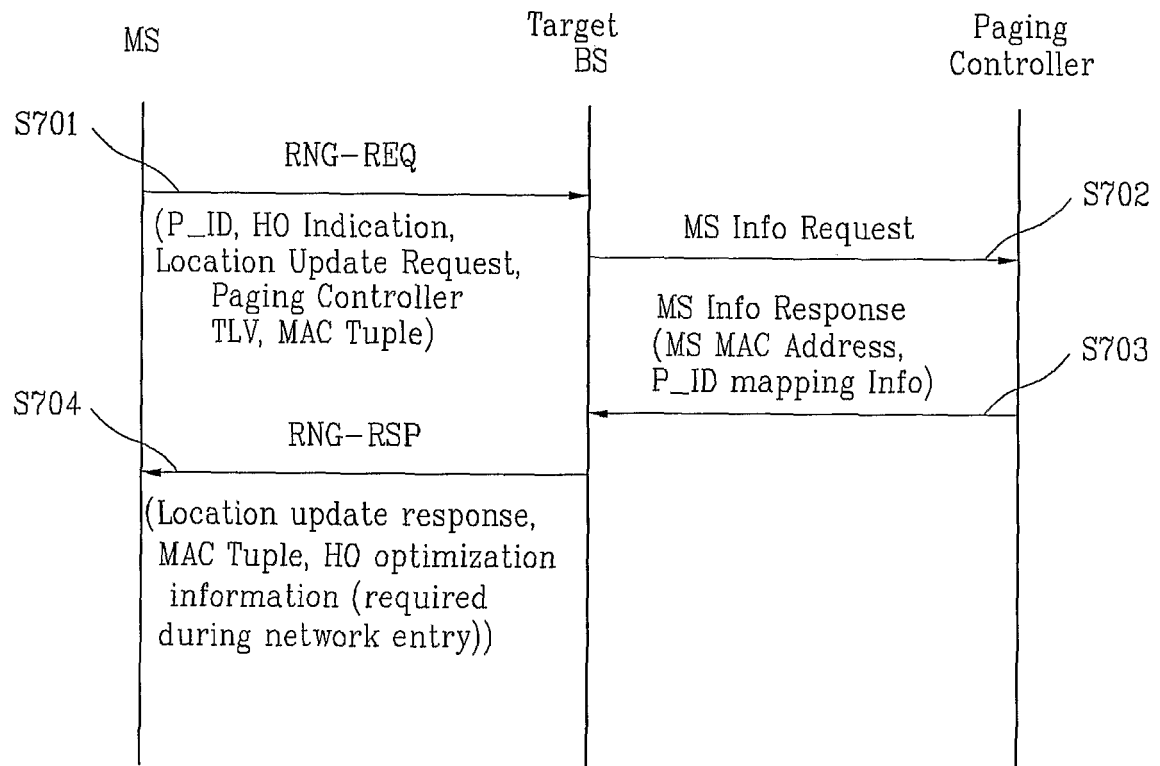 MS
Target
BS
Paging
Controller
S701
RNG-REQ
(P_ID, HO Indication,
Location Update Request,
Paging Controller
TLV, MAC Tuple)
S702
MS Info Request
MS Info Response
(MS MAC Address,
P_ID mapping Info)
S703
S704
RNG-RSP
(Location update response,
MAC Tuple, HO optimization
information (required
during network entry))